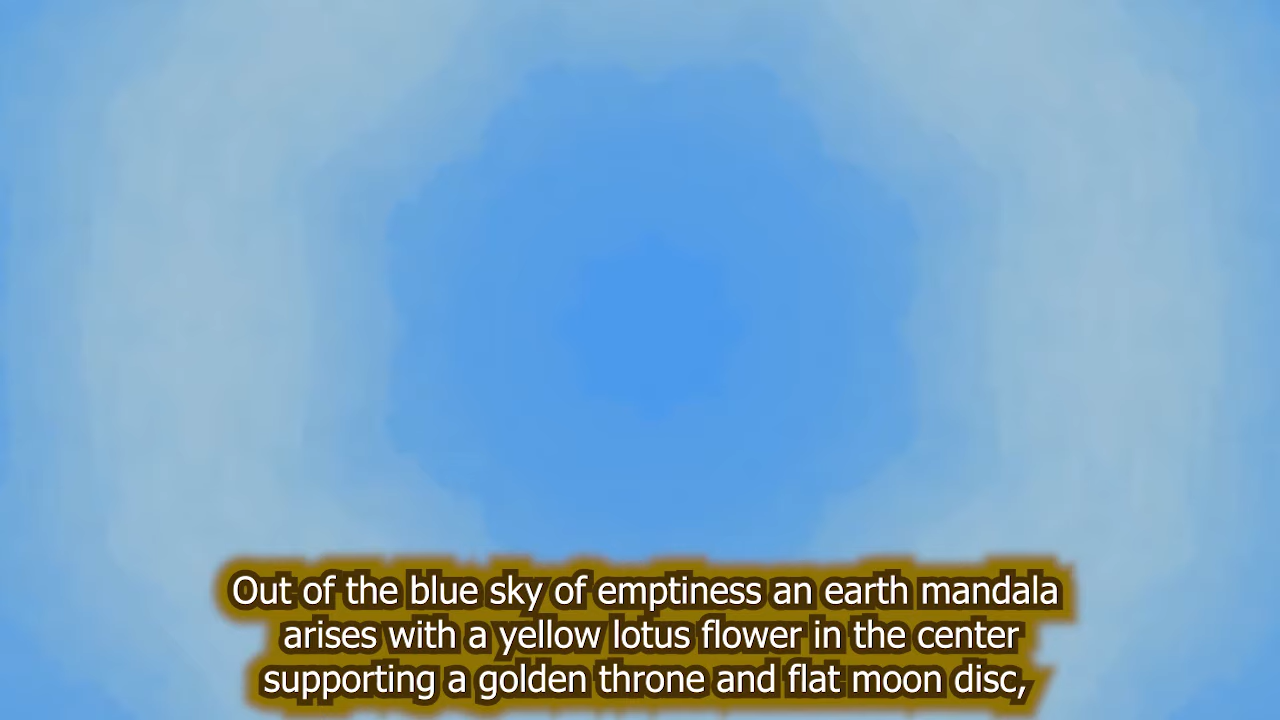 Out of the blue sky of emptiness an earth mandala
arises with a yellow lotus flower in the center
supporting a golden throne and flat moon disc,